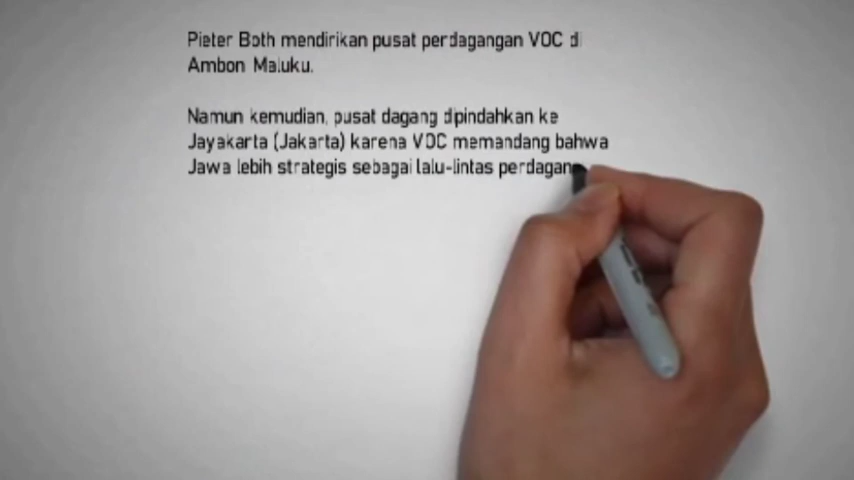 Pieter Both mendirikan pusat perdagangan VOC di
Ambon Maluku.
Namun kemudian, pusat dagang dipindahkan ke
Jayakarta (Jakarta) karena VOC memandang bahwa
Jawa lebih strategis sebagai lalu-lintas perdagan